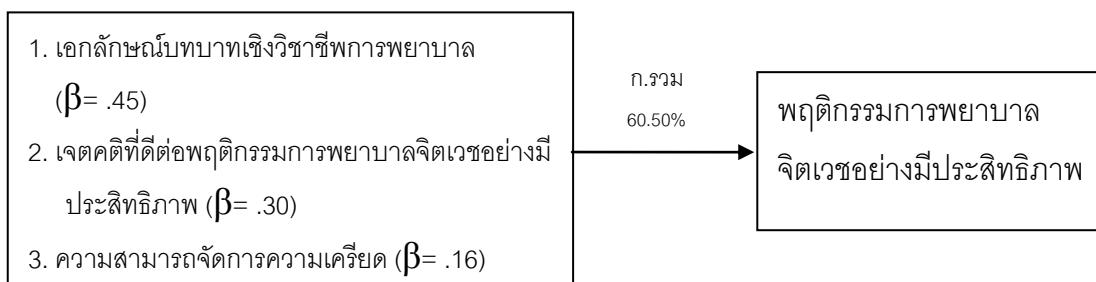 1. เอกลักษณ์บทบาทเชิงวิชาชีพการพยาบาล
(β= .45)
2. เจตคติที่ดีต่อพฤติกรรมการพยาบาลจิตเวชอย่างมี
ประสิทธิภาพ (β= .30)
3. ความสามารถจัดการความเครียด (β= .16)
ก.รวม
60.50%
พฤติกรรมการพยาบาล
จิตเวชอย่างมีประสิทธิภาพ